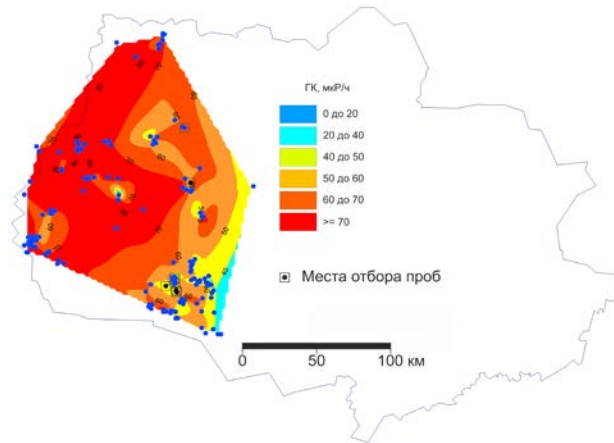 ГК, мкР/ч
0 до 20
20 до 40
40 до 50
50 до 60
60 до 70
>= 70
Места отбора проб
0 50 100 км